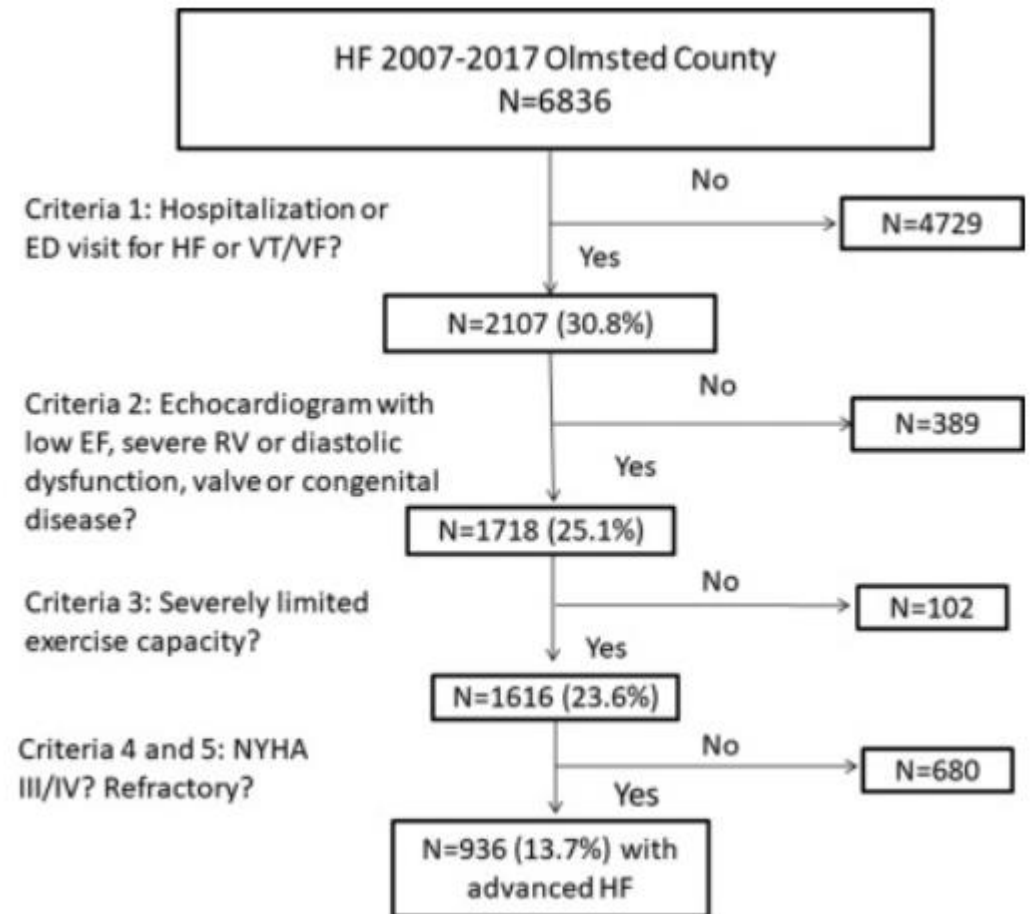 HF 2007-2017 Olmsted County
N=6836
No
Criteria 1: Hospitalization or
ED visit for HF or VT/VF?
N=4729
Yes
N=2107 (30.8%)
No
Criteria 2: Echocardiogram with
low EF, severe RV or diastolic
dysfunction, valve or congenital
disease?
N=389
Yes
N=1718 (25.1%)
No
Criteria 3: Severely limited
exercise capacity?
N=102
Yes
N=1616 (23.6%)
No
Criteria 4 and 5: NYHA
III/IV? Refractory?
N=680
Yes
N=936 (13.7%) with
advanced HF